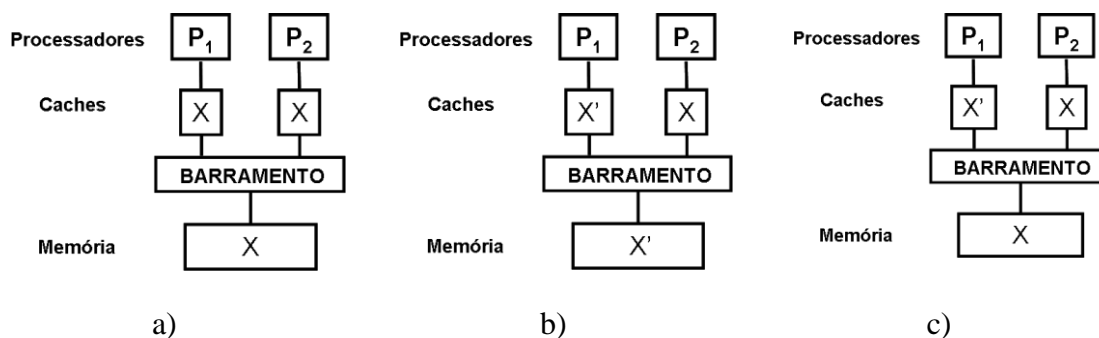 Processadores P1 P2
Caches X X
BARRAMENTO
Memória X
a)
Processadores P1 P2
Caches X' X
BARRAMENTO
Memória X'
b)
Processadores P1 P2
Caches X' X
BARRAMENTO
Memória X
c)